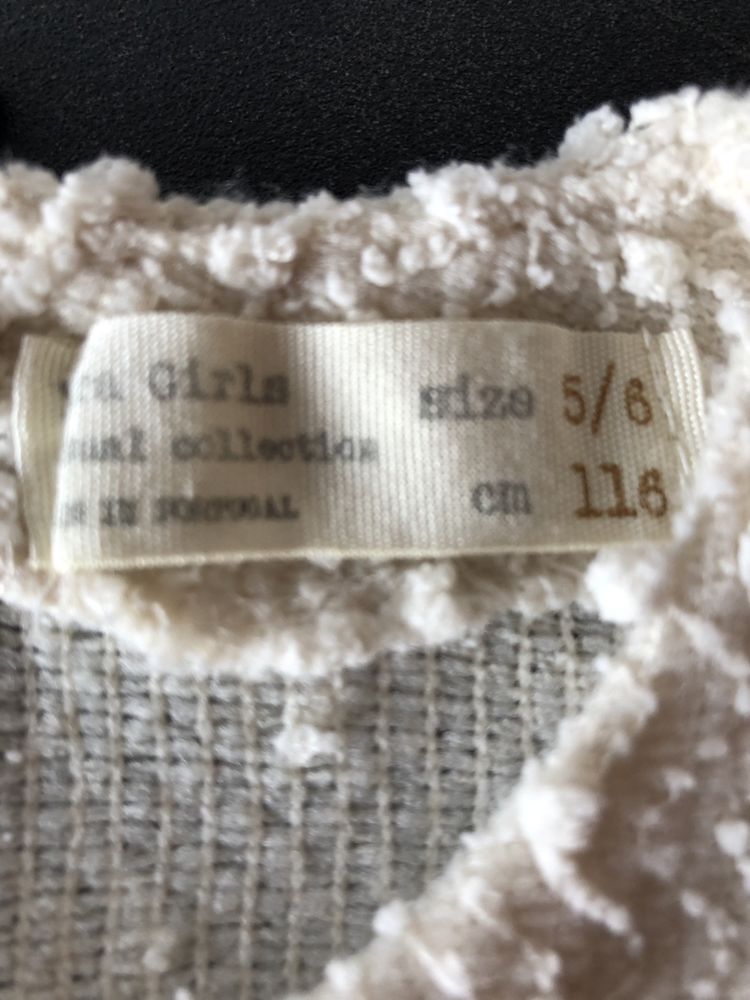 Girls size 5/6
collection
IN PORTUGAL cm 116